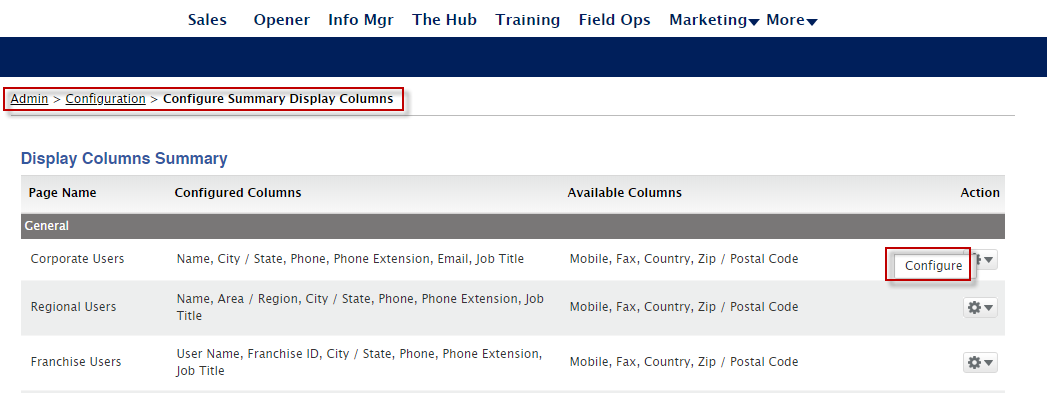 Sales Opener Info Mgr The Hub Training Field Ops Marketing More
Admin > Configuration > Configure Summary Display Columns
Display Columns Summary
Page Name Configured Columns Available Columns Action
General
Corporate Users Name, City / State, Phone, Phone Extension, Email, Job Title Mobile, Fax, Country, Zip / Postal Code Configure
Regional Users Name, Area / Region, City / State, Phone, Phone Extension, Job Mobile, Fax, Country, Zip / Postal Code
Title
Franchise Users User Name, Franchise ID, City / State, Phone, Phone Extension, Mobile, Fax, Country, Zip / Postal Code
Job Title